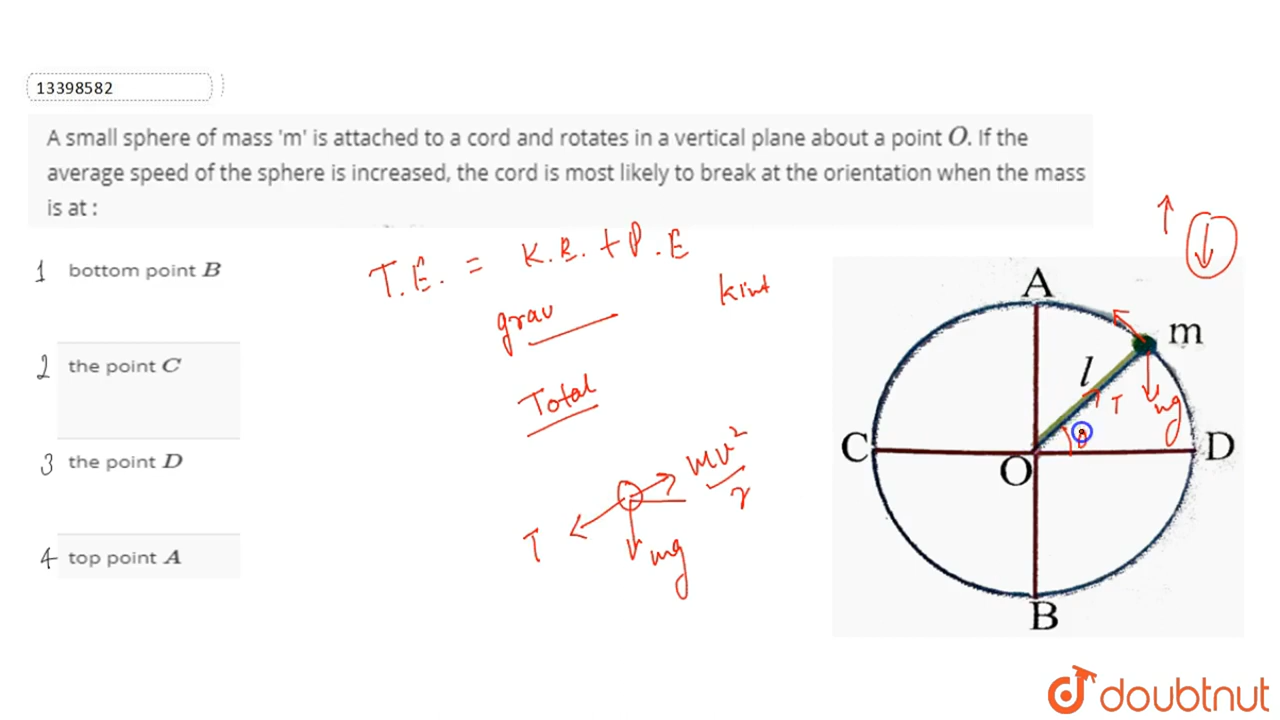 13398582
A small sphere of mass 'm' is attached to a cord and rotates in a vertical plane about a point O. If the
average speed of the sphere is increased, the cord is most likely to break at the orientation when the mass
is at :
1 bottom point B
2 the point C
3 the point D
4 top point A
T.E. = K.E. + P.E
grav
kint
Total
mv²
r
T
mg
A
m
l
T
mg
θ
C
O
D
B
doubtnut